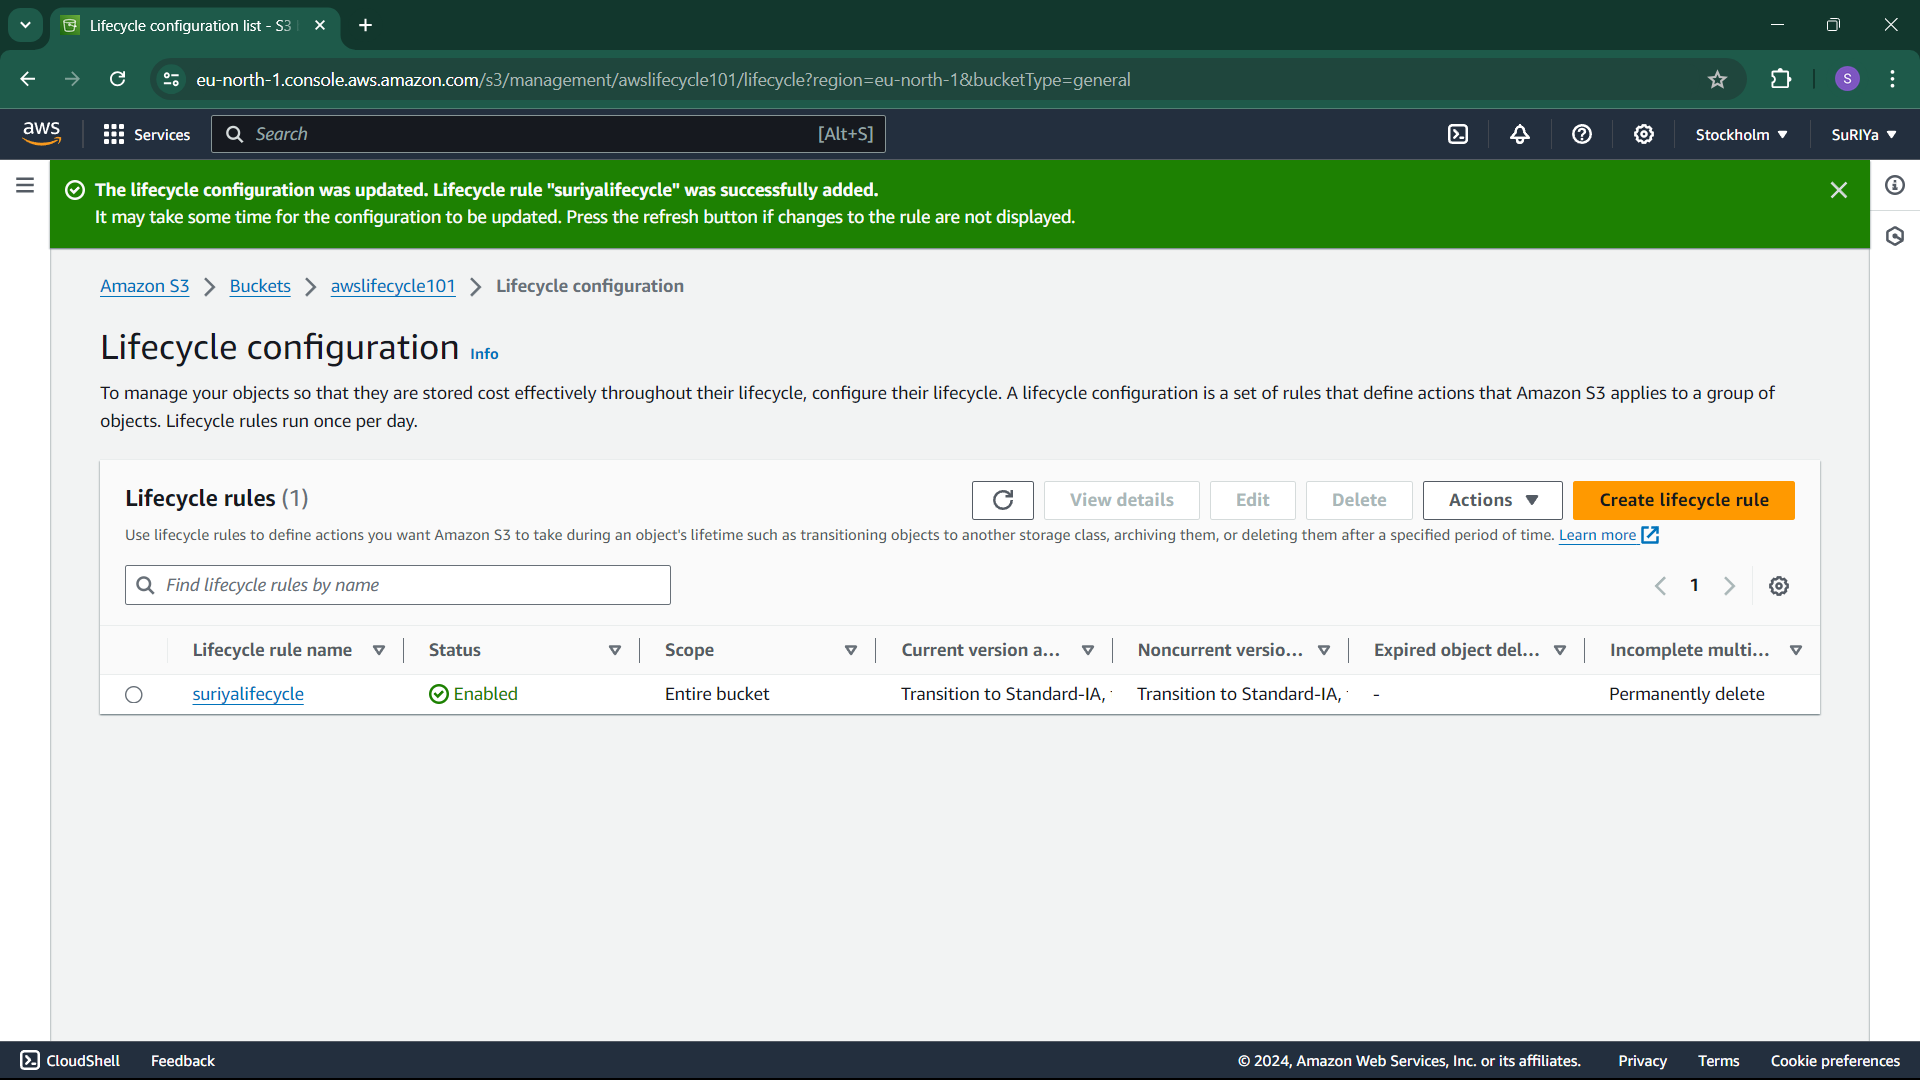 Lifecycle configuration list - S3
eu-north-1.console.aws.amazon.com/s3/management/awslifecycle101/lifecycle?region=eu-north-1&bucketType=general
S
aws
Services
Search
[Alt+S]
Stockholm
SuRIYa
The lifecycle configuration was updated. Lifecycle rule "suriyalifecycle" was successfully added.
It may take some time for the configuration to be updated. Press the refresh button if changes to the rule are not displayed.
Amazon S3 > Buckets > awslifecycle101 > Lifecycle configuration
Lifecycle configuration Info
To manage your objects so that they are stored cost effectively throughout their lifecycle, configure their lifecycle. A lifecycle configuration is a set of rules that define actions that Amazon S3 applies to a group of
objects. Lifecycle rules run once per day.
Lifecycle rules (1)
View details
Edit
Delete
Actions
Create lifecycle rule
Use lifecycle rules to define actions you want Amazon S3 to take during an object's lifetime such as transitioning objects to another storage class, archiving them, or deleting them after a specified period of time. Learn more
Find lifecycle rules by name
1
Lifecycle rule name Status Scope Current version a... Noncurrent versio... Expired object del... Incomplete multi...
suriyalifecycle Enabled Entire bucket Transition to Standard-IA, Transition to Standard-IA, - Permanently delete
CloudShell Feedback © 2024, Amazon Web Services, Inc. or its affiliates. Privacy Terms Cookie preferences